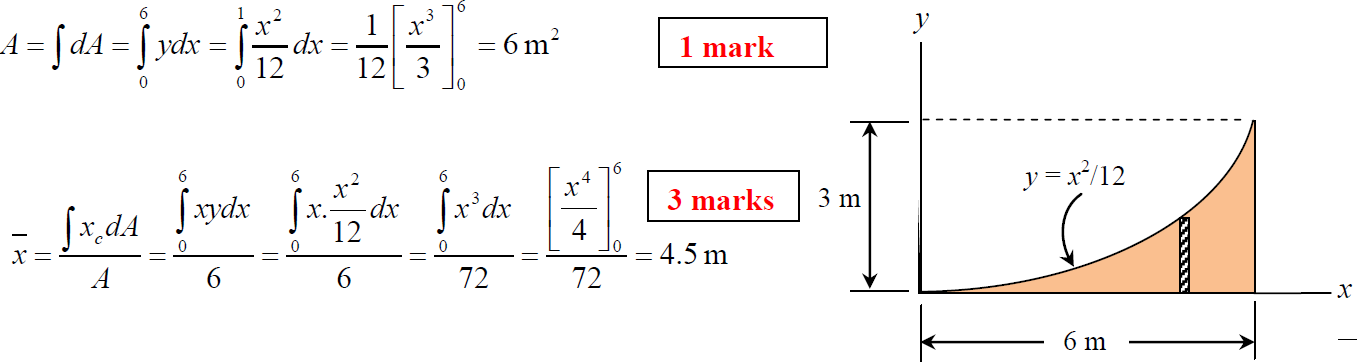 A = ∫ dA = ∫₀⁶ ydx = ∫₀¹ x²/12 dx = 1/12 [x³/3]₀⁶ = 6 m²
1 mark
x̄ = ∫ x_c dA / A = ∫₀⁶ xydx / 6 = ∫₀⁶ x. x²/12 dx / 6 = ∫₀⁶ x³ dx / 72 = [x⁴/4]₀⁶ / 72 = 4.5 m
3 marks
y
y = x²/12
3 m
x
6 m